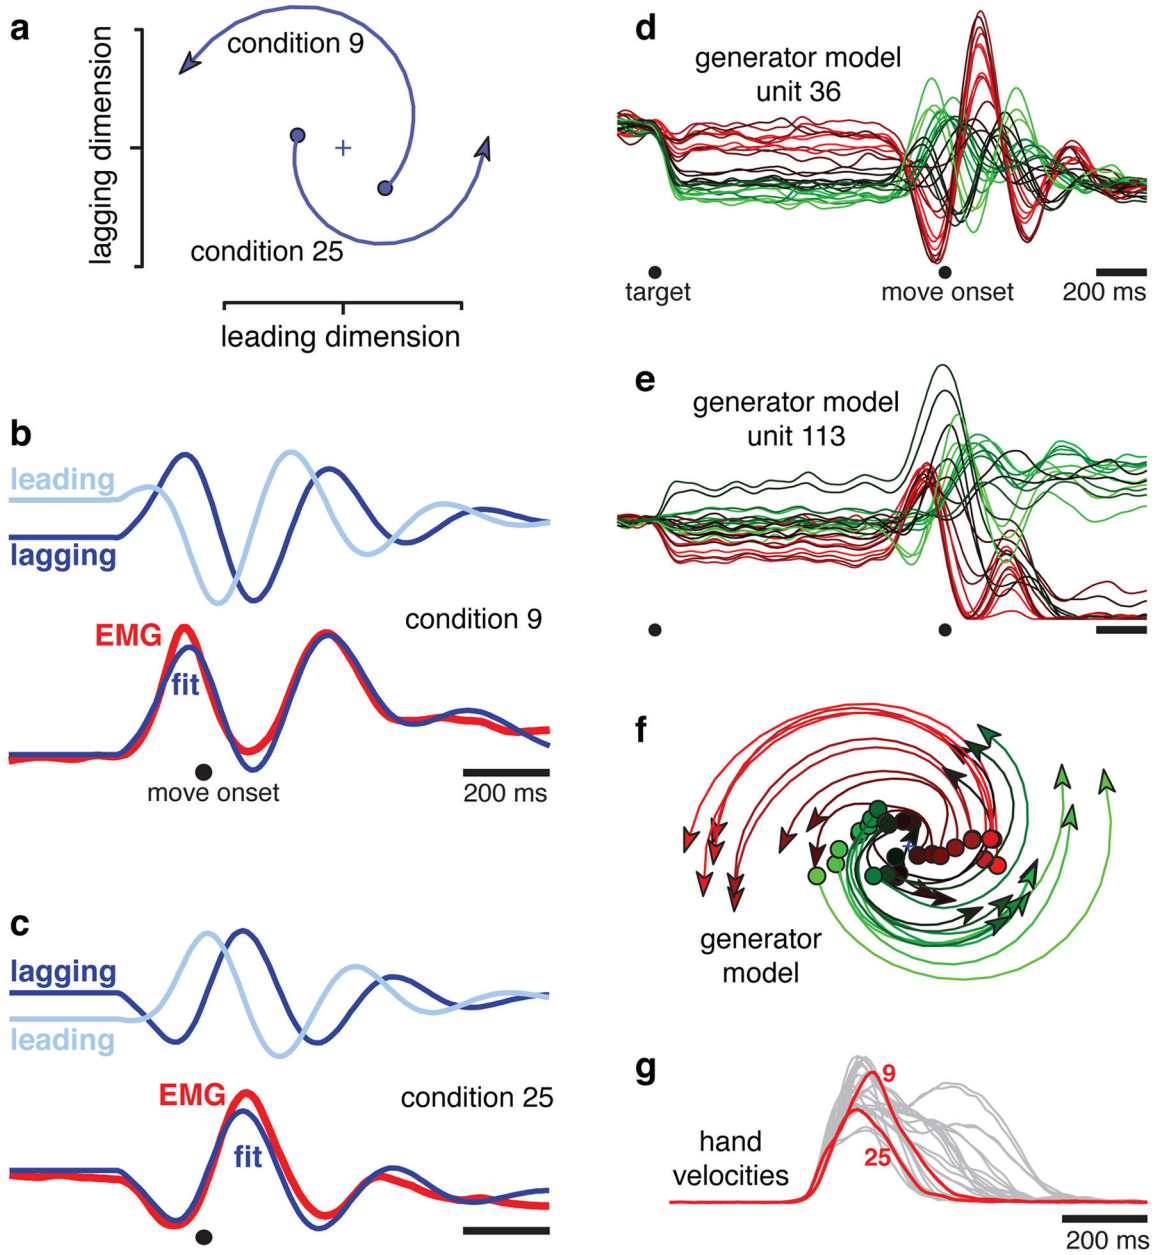 a
condition 9
lagging dimension
condition 25
leading dimension
b
leading
lagging
condition 9
EMG
fit
move onset
200 ms
c
lagging
leading
EMG
condition 25
fit
d
generator model
unit 36
target
move onset
200 ms
e
generator model
unit 113
f
generator
model
g
9
hand
velocities
25
200 ms